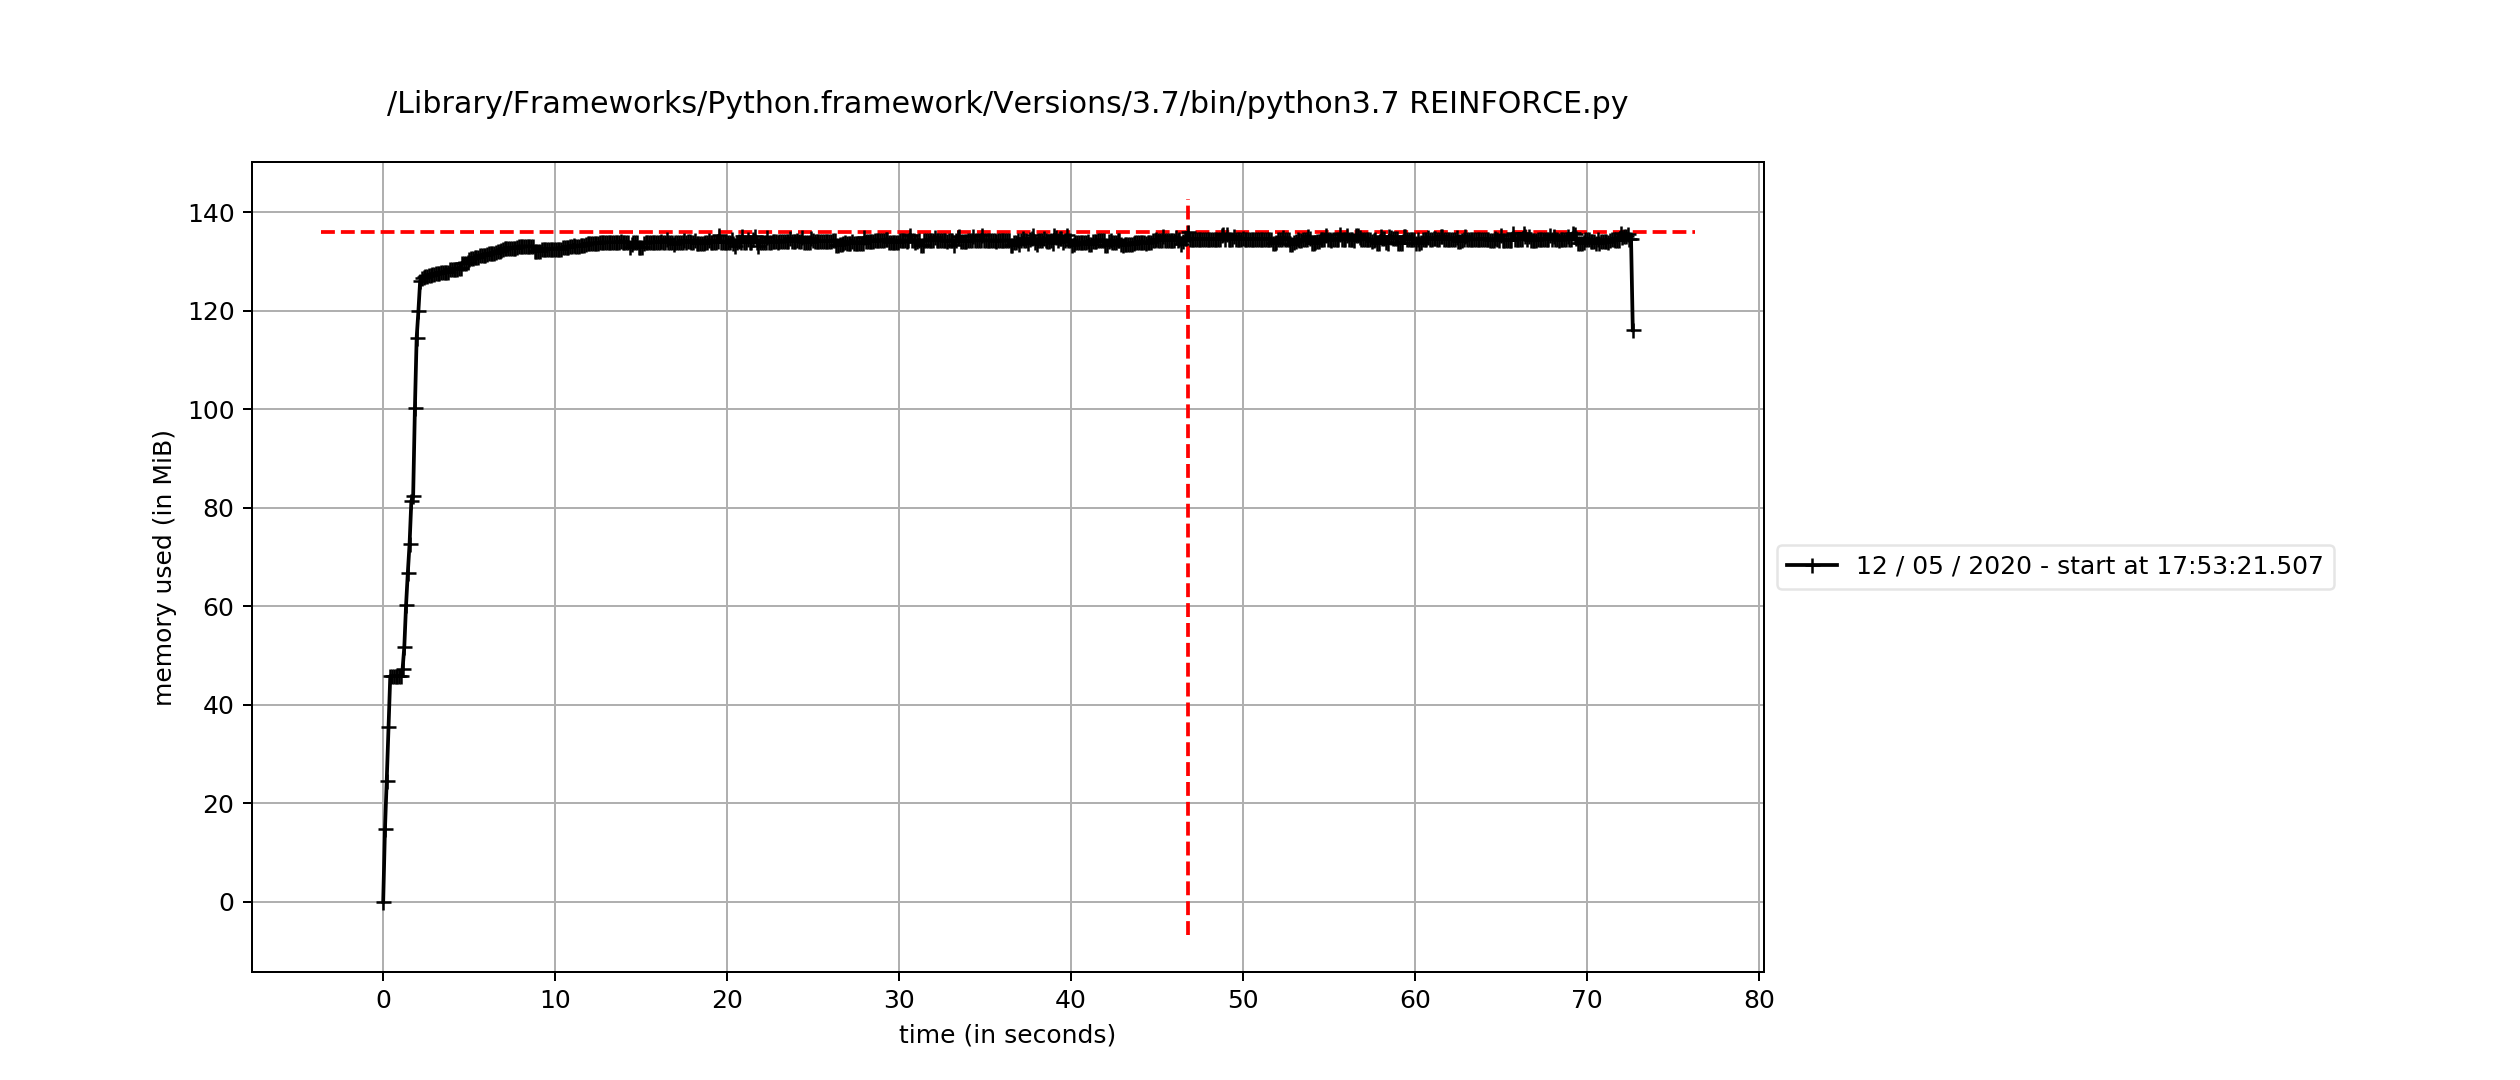 /Library/Frameworks/Python.framework/Versions/3.7/bin/python3.7 REINFORCE.py
140
120
100
80
60
40
20
0
memory used (in MiB)
0 10 20 30 40 50 60 70 80
time (in seconds)
12 / 05 / 2020 - start at 17:53:21.507